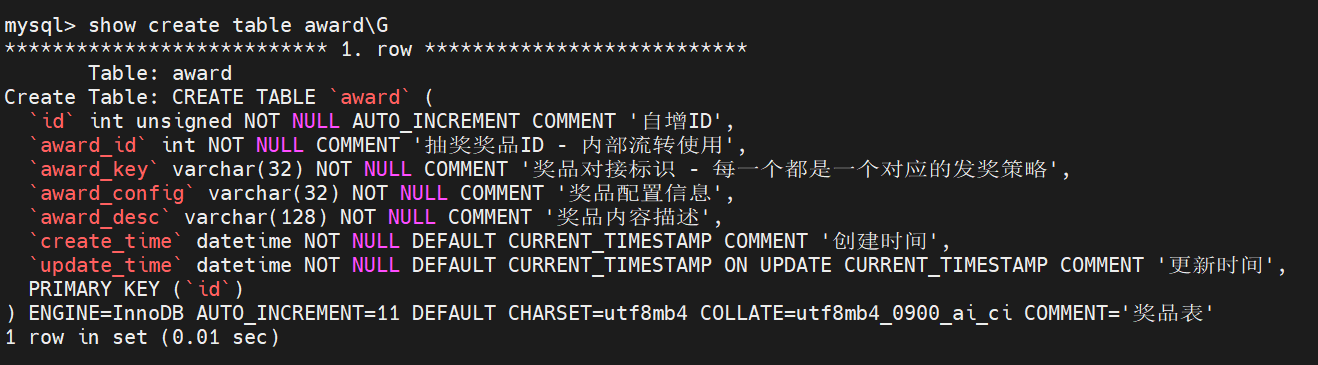 mysql> show create table award\G
*************************** 1. row ***************************
       Table: award
Create Table: CREATE TABLE `award` (
  `id` int unsigned NOT NULL AUTO_INCREMENT COMMENT '自增ID',
  `award_id` int NOT NULL COMMENT '抽奖奖品ID - 内部流转使用',
  `award_key` varchar(32) NOT NULL COMMENT '奖品对接标识 - 每一个都是一个对应的发奖策略',
  `award_config` varchar(32) NOT NULL COMMENT '奖品配置信息',
  `award_desc` varchar(128) NOT NULL COMMENT '奖品内容描述',
  `create_time` datetime NOT NULL DEFAULT CURRENT_TIMESTAMP COMMENT '创建时间',
  `update_time` datetime NOT NULL DEFAULT CURRENT_TIMESTAMP ON UPDATE CURRENT_TIMESTAMP COMMENT '更新时间',
  PRIMARY KEY (`id`)
) ENGINE=InnoDB AUTO_INCREMENT=11 DEFAULT CHARSET=utf8mb4 COLLATE=utf8mb4_0900_ai_ci COMMENT='奖品表'
1 row in set (0.01 sec)